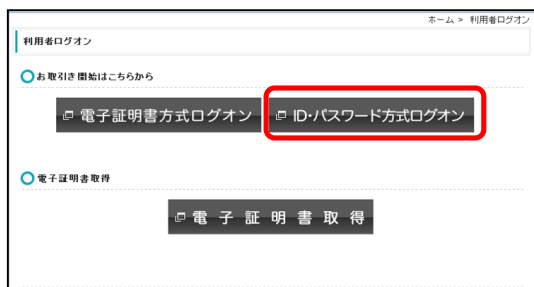 ホーム > 利用者ログオン
利用者ログオン
お取引き開始はこちらから
電子証明書方式ログオン
ID・パスワード方式ログオン
電子証明書取得
電子証明書取得